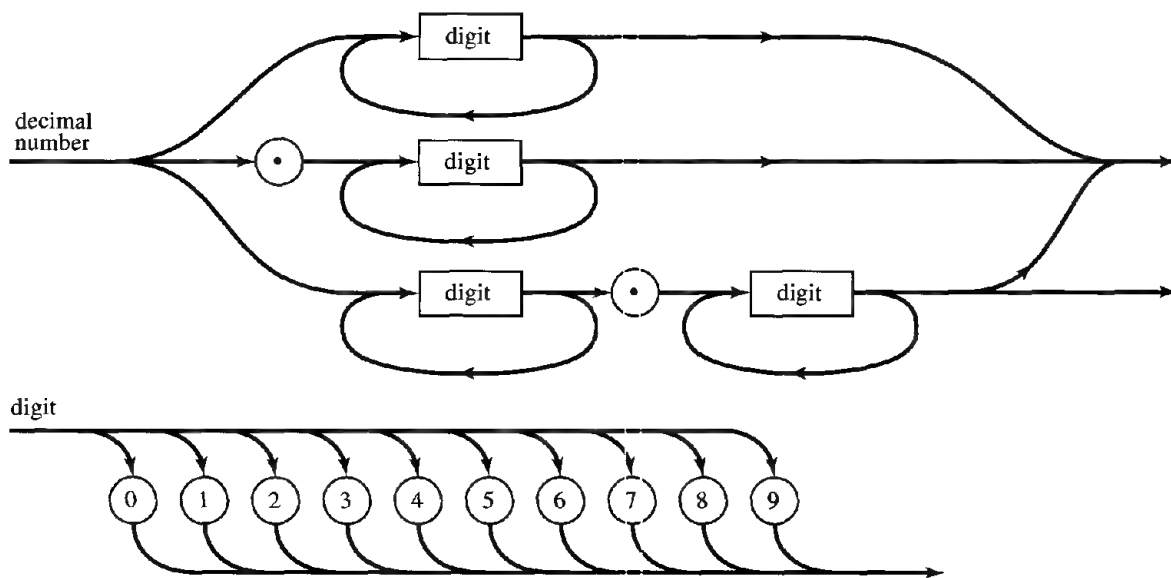 digit
decimal
number
• digit
digit • digit
digit
0 1 2 3 4 5 6 7 8 9